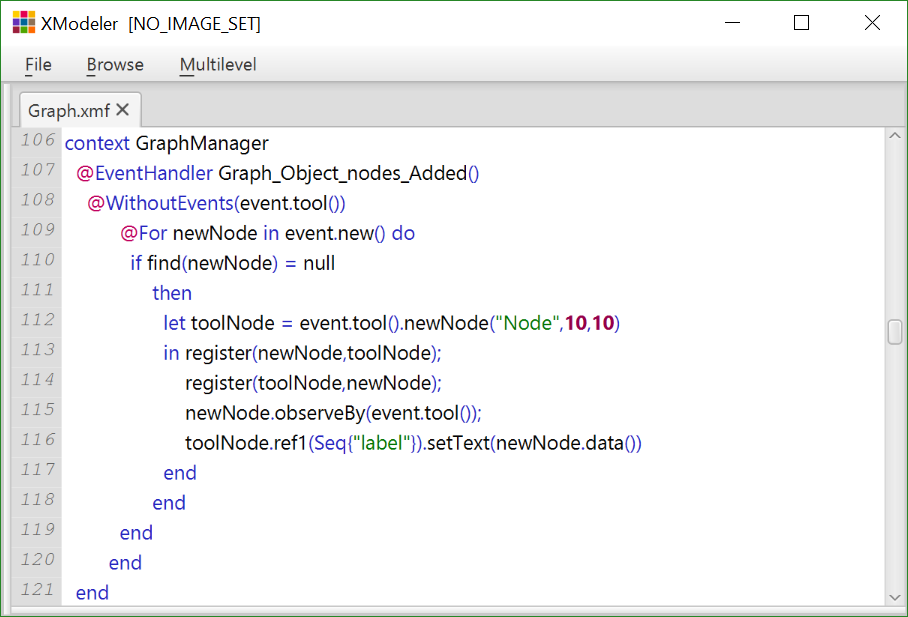 XModeler [NO_IMAGE_SET]
File Browse Multilevel
Graph.xmf
106 context GraphManager
107 @EventHandler Graph_Object_nodes_Added()
108 @WithoutEvents(event.tool())
109 @For newNode in event.new() do
110 if find(newNode) = null
111 then
112 let toolNode = event.tool().newNode("Node",10,10)
113 in register(newNode,toolNode);
114 register(toolNode,newNode);
115 newNode.observeBy(event.tool());
116 toolNode.ref1(Seq{"label"}).setText(newNode.data())
117 end
118 end
119 end
120 end
121 end